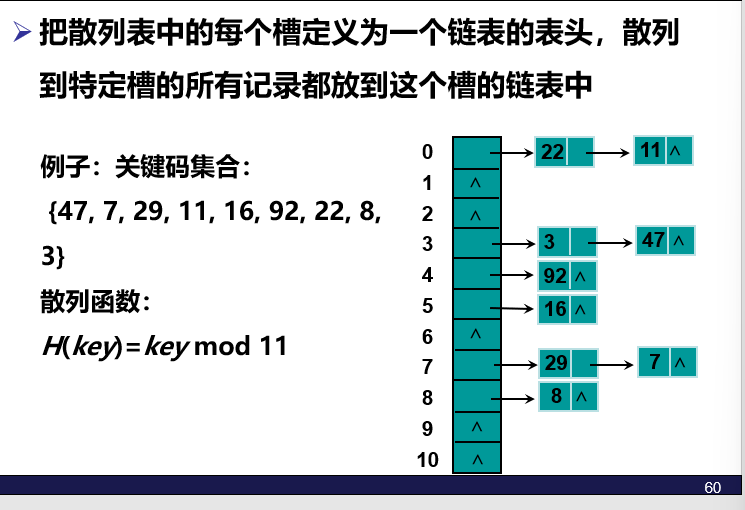 ➢ 把散列表中的每个槽定义为一个链表的表头，散列
到特定槽的所有记录都放到这个槽的链表中
例子：关键码集合：
{47, 7, 29, 11, 16, 92, 22, 8,
3}
散列函数：
H(key)=key mod 11
0 22 11 ∧
1 ∧
2 ∧
3 3 47 ∧
4 92 ∧
5 16 ∧
6 ∧
7 29 7 ∧
8 8 ∧
9 ∧
10 ∧
60